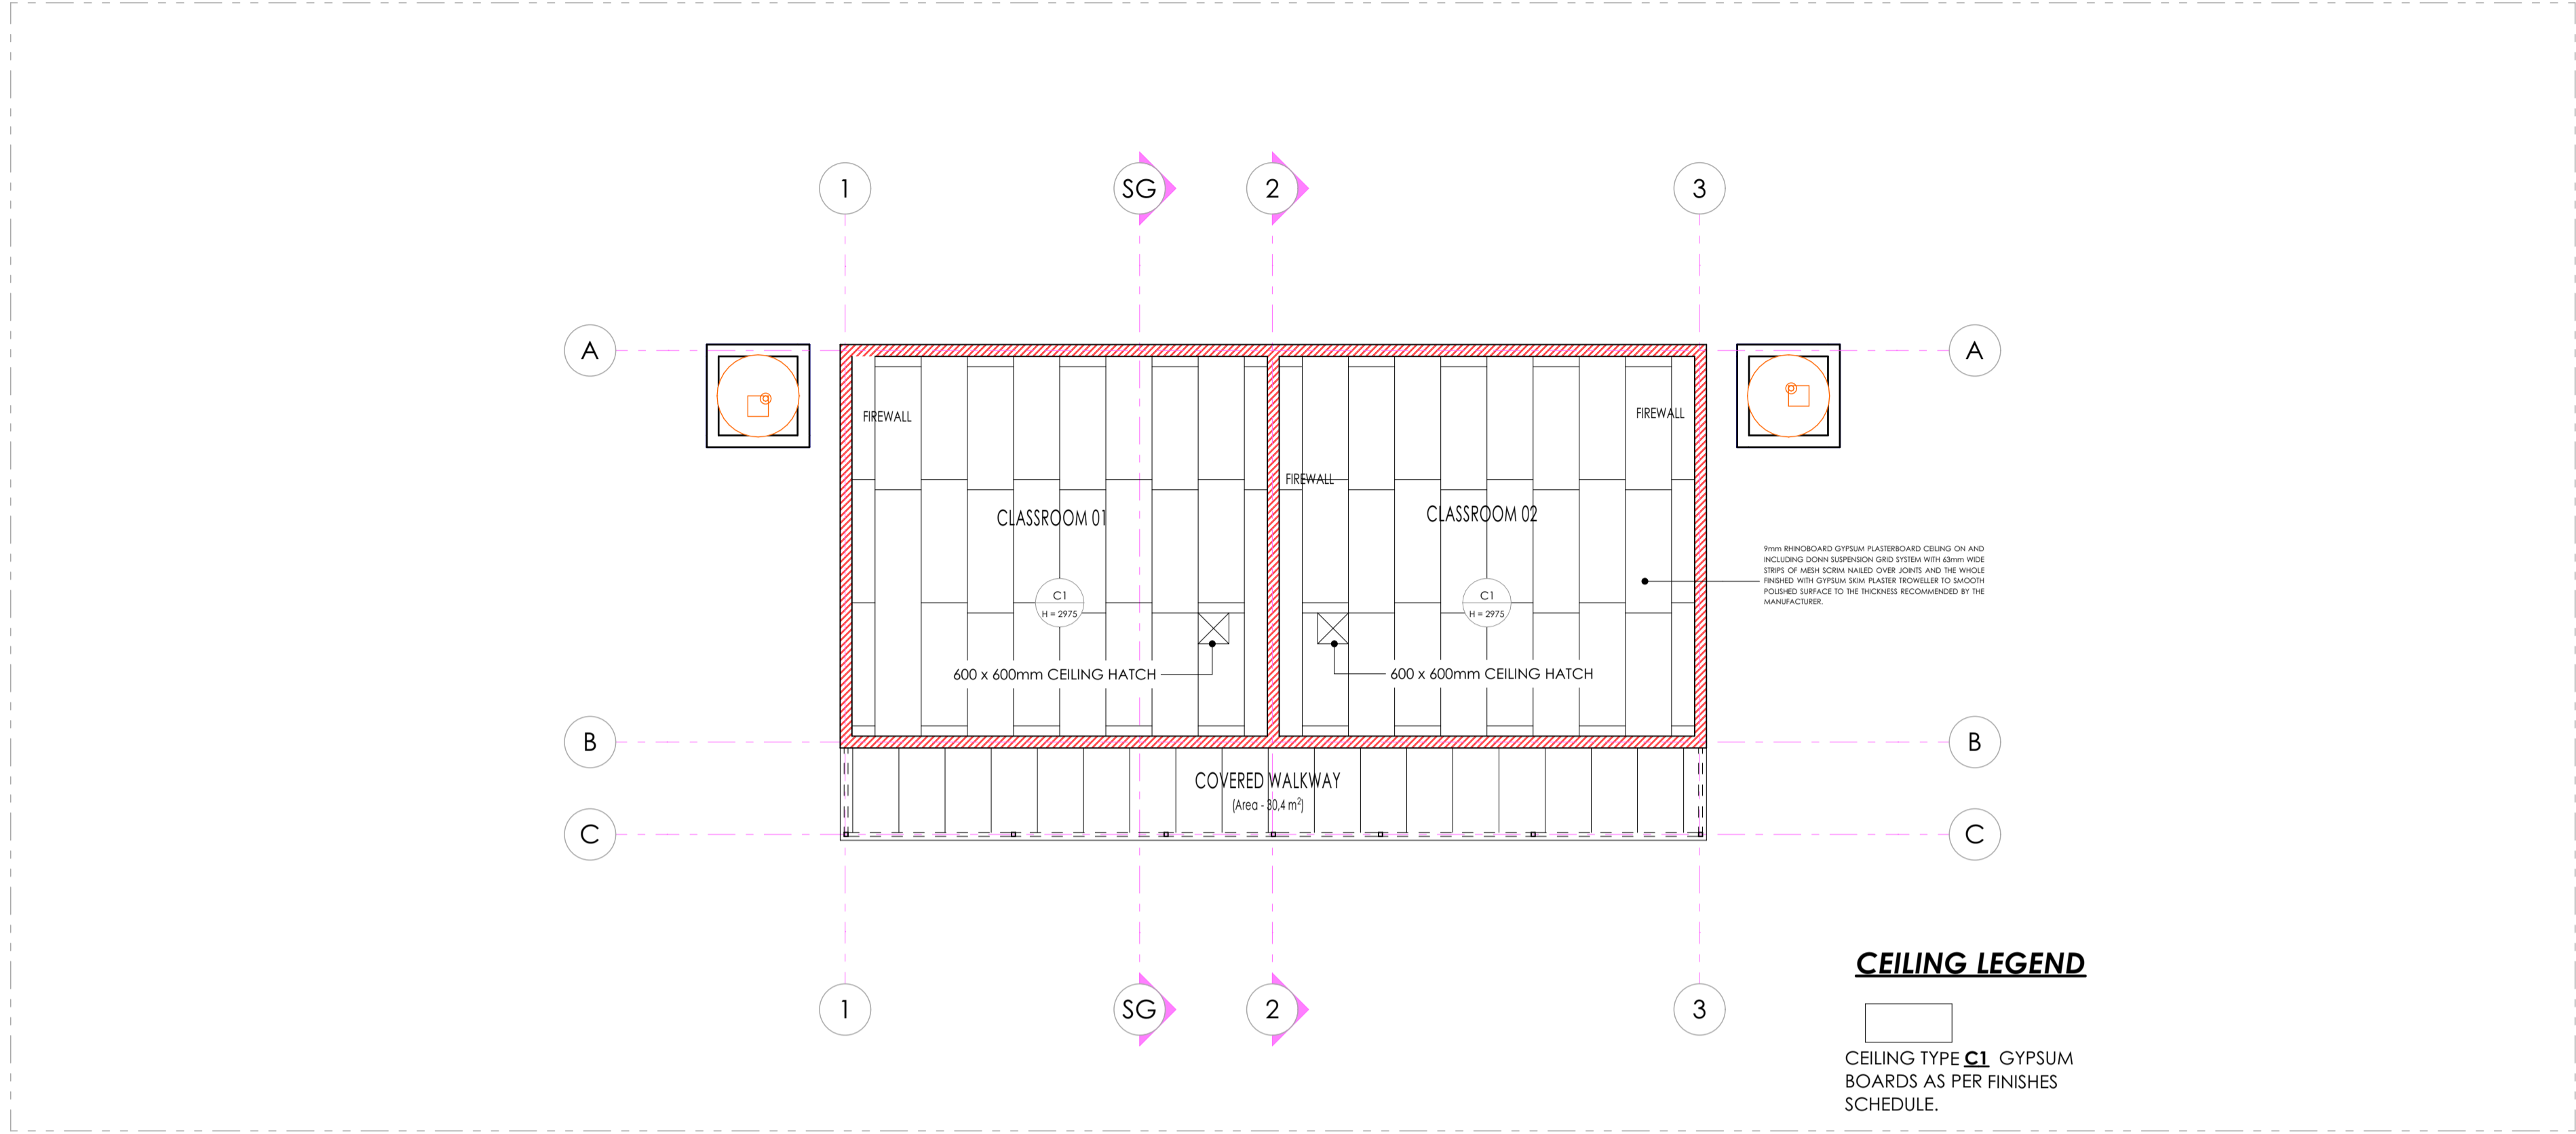 1
SG
2
3
A
A
FIREWALL
FIREWALL
FIREWALL
CLASSROOM 01
CLASSROOM 02
9mm RHINOBOARD GYPSUM PLASTERBOARD CEILING ON AND
INCLUDING DONN SUSPENSION GRID SYSTEM WITH 63mm WIDE
STRIPS OF MESH SCRIM NAILED OVER JOINTS AND THE WHOLE
FINISHED WITH GYPSUM SKIM PLASTER TROWELLER TO SMOOTH
POLISHED SURFACE TO THE THICKNESS RECOMMENDED BY THE
MANUFACTURER.
C1
H = 2975
C1
H = 2975
600 x 600mm CEILING HATCH
600 x 600mm CEILING HATCH
B
B
COVERED WALKWAY
(Area - 30,4 m²)
C
C
1
SG
2
3
CEILING LEGEND
CEILING TYPE C1 GYPSUM
BOARDS AS PER FINISHES
SCHEDULE.